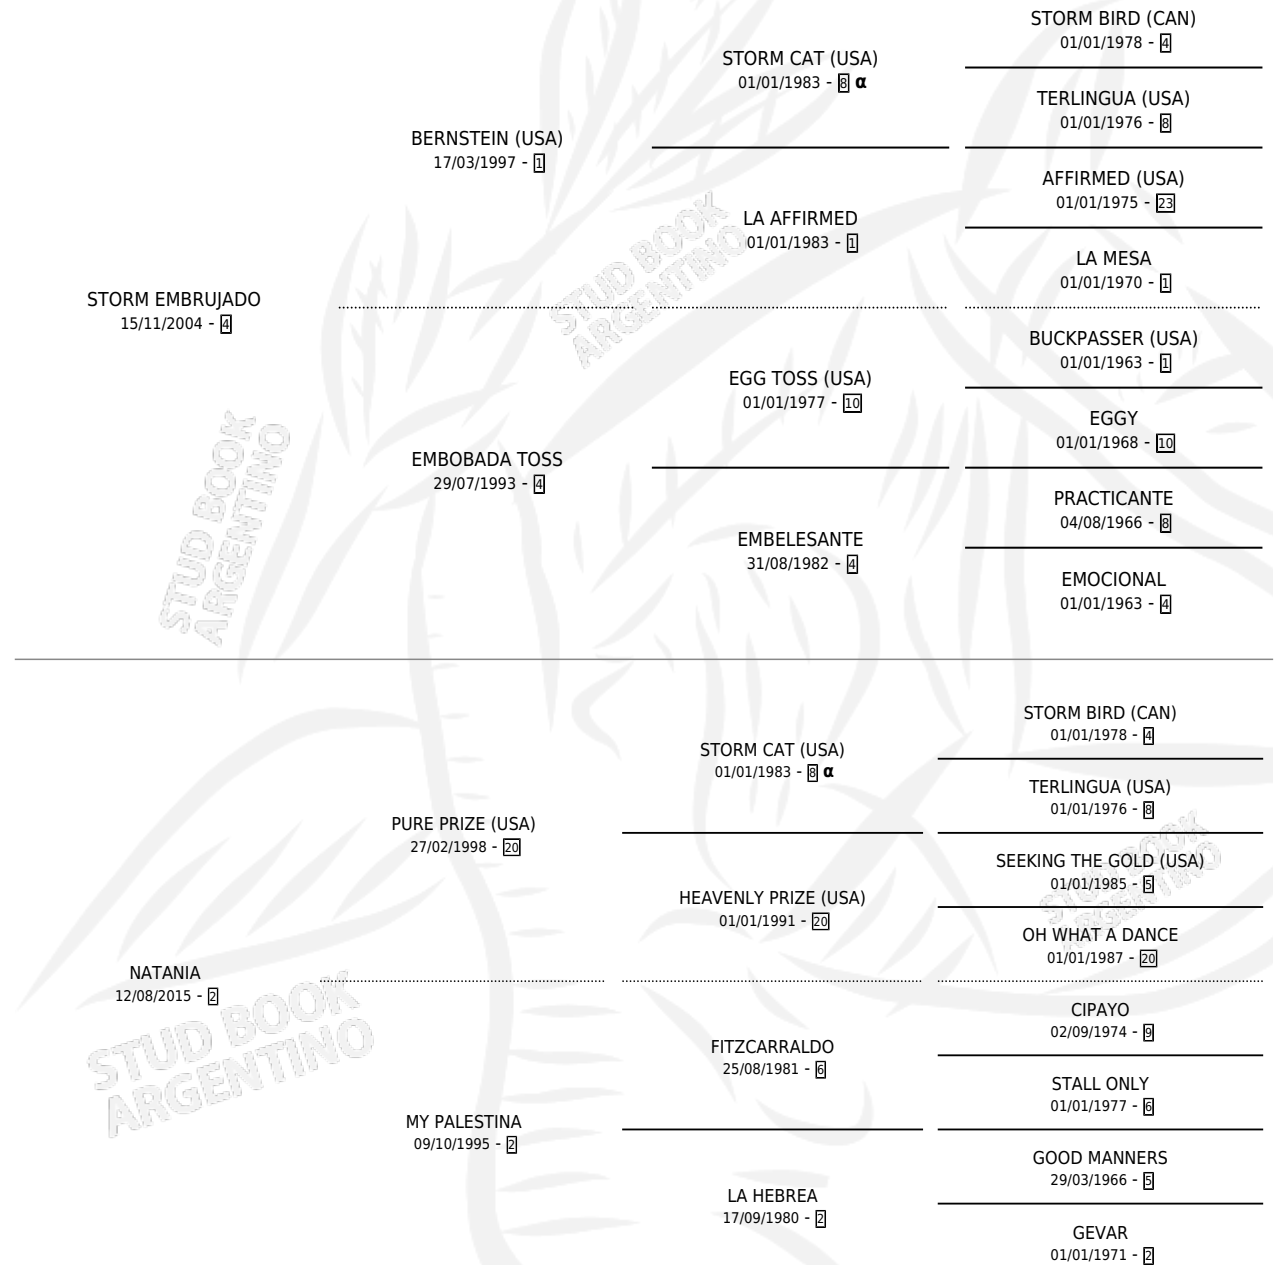 STORM EMBRUJADO
15/11/2004 - 4
BERNSTEIN (USA)
17/03/1997 - 1
STORM CAT (USA)
01/01/1983 - 8 α
STORM BIRD (CAN)
01/01/1978 - 4
TERLINGUA (USA)
01/01/1976 - 8
LA AFFIRMED
01/01/1983 - 1
AFFIRMED (USA)
01/01/1975 - 23
LA MESA
01/01/1970 - 1
EMBOBADA TOSS
29/07/1993 - 4
EGG TOSS (USA)
01/01/1977 - 10
BUCKPASSER (USA)
01/01/1963 - 1
EGGY
01/01/1968 - 10
EMBELESANTE
31/08/1982 - 4
PRACTICANTE
04/08/1966 - 8
EMOCIONAL
01/01/1963 - 4
NATANIA
12/08/2015 - 2
PURE PRIZE (USA)
27/02/1998 - 20
STORM CAT (USA)
01/01/1983 - 8 α
STORM BIRD (CAN)
01/01/1978 - 4
TERLINGUA (USA)
01/01/1976 - 8
HEAVENLY PRIZE (USA)
01/01/1991 - 20
SEEKING THE GOLD (USA)
01/01/1985 - 5
OH WHAT A DANCE
01/01/1987 - 20
MY PALESTINA
09/10/1995 - 2
FITZCARRALDO
25/08/1981 - 6
CIPAYO
02/09/1974 - 9
STALL ONLY
01/01/1977 - 6
LA HEBREA
17/09/1980 - 2
GOOD MANNERS
29/03/1966 - 5
GEVAR
01/01/1971 - 2
STUD BOOK
ARGENTINO
STUD BOOK
ARGENTINO
STUD BOOK
ARGENTINO
STUD BOOK
ARGENTINO